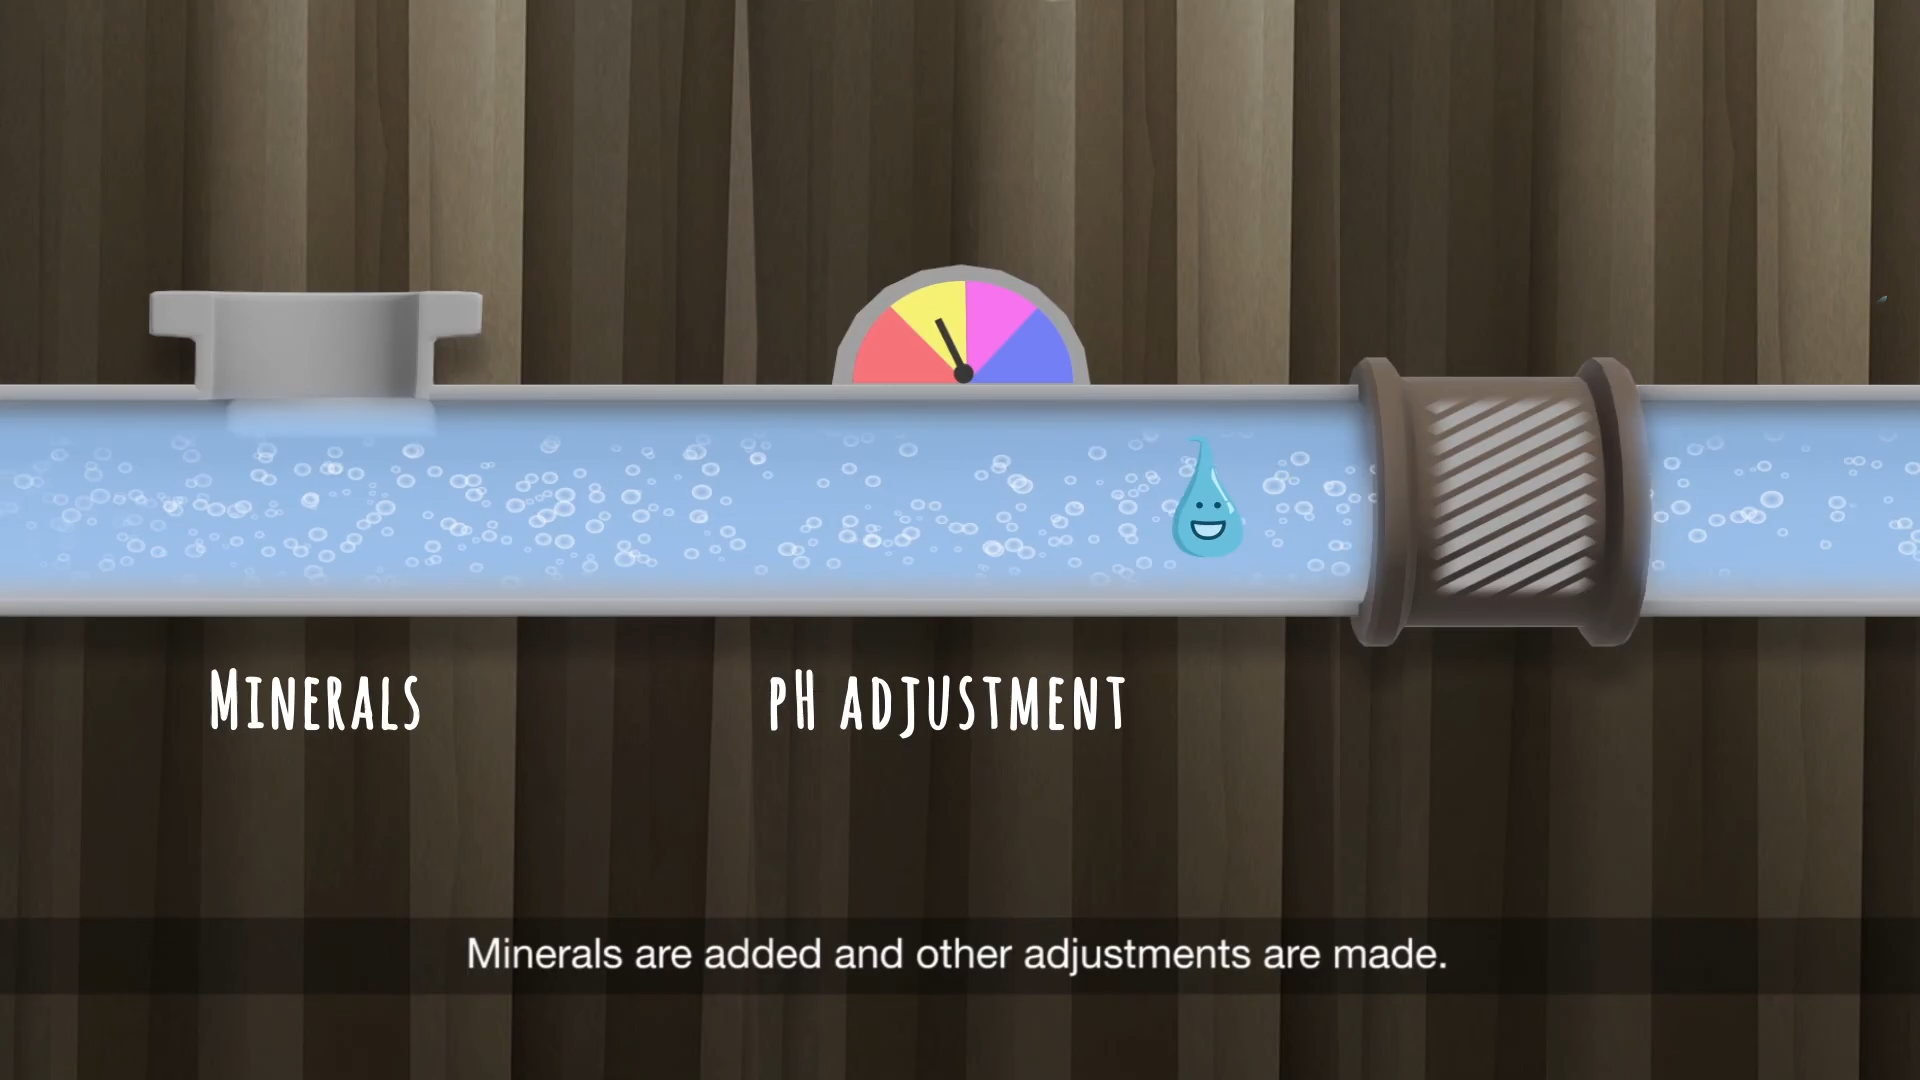 Minerals
pH adjustment
Minerals are added and other adjustments are made.